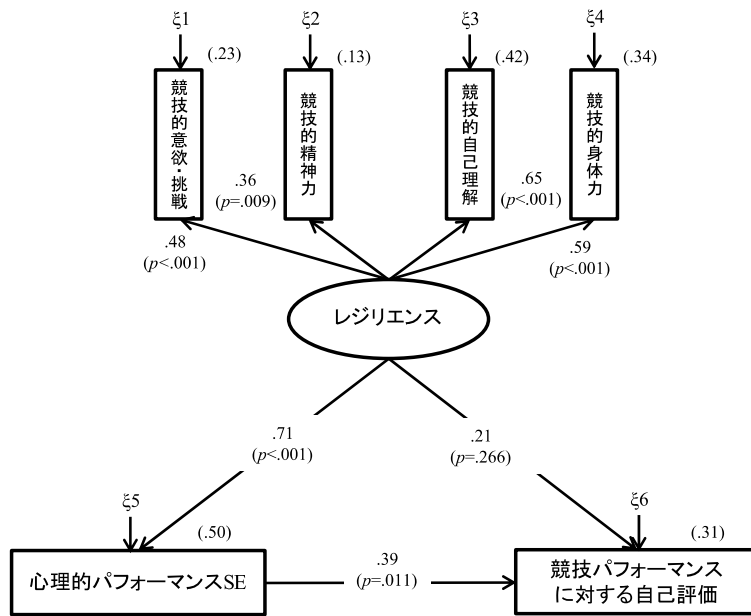 ξ1
ξ2
ξ3
ξ4
(.23)
(.13)
(.42)
(.34)
競技的意欲・挑戦
競技的精神力
競技的自己理解
競技的身体力
.36
(p=.009)
.65
(p<.001)
.48
(p<.001)
.59
(p<.001)
レジリエンス
.71
(p<.001)
.21
(p=.266)
ξ5
ξ6
(.50)
(.31)
心理的パフォーマンスSE
.39
(p=.011)
競技パフォーマンス
に対する自己評価